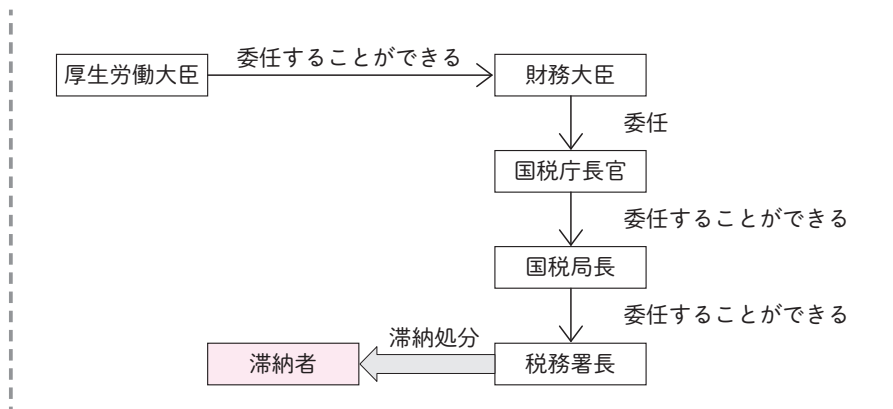 委任することができる
厚生労働大臣
財務大臣
委任
国税庁長官
委任することができる
国税局長
委任することができる
滞納処分
滞納者
税務署長